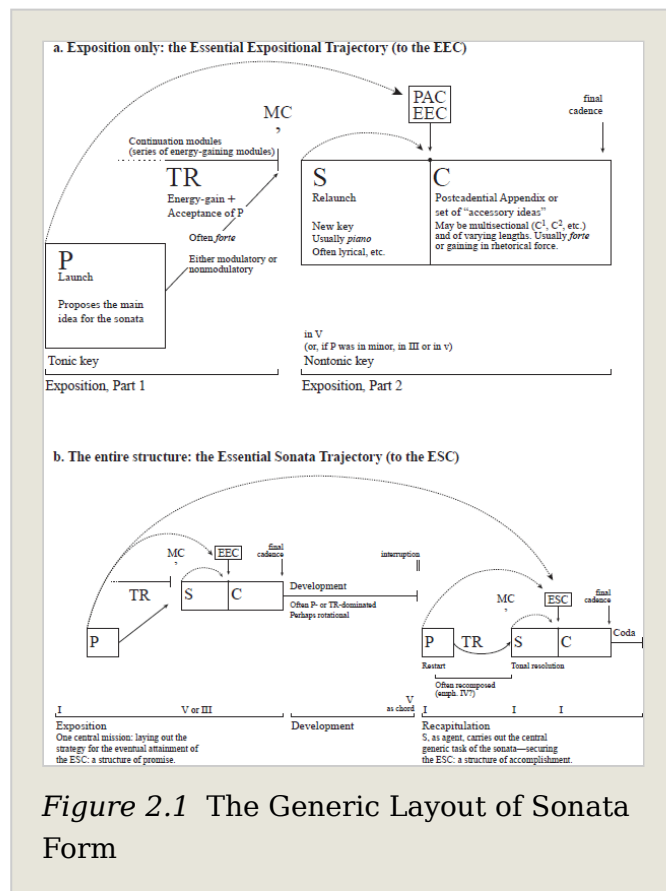 a. Exposition only: the Essential Expositional Trajectory (to the EEC)
PAC
EEC
final
cadence
MC
,
Continuation modules
(series of energy-gaining modules)
TR
Energy-gain +
Acceptance of P
Often forte
Either modulatory or
nonmodulatory
S
Relaunch
New key
Usually piano
Often lyrical, etc.
C
Postcadential Appendix or
set of “accessory ideas”
May be multisectional (C1, C2, etc.)
and of varying lengths. Usually forte
or gaining in rhetorical force.
P
Launch
Proposes the main
idea for the sonata
in V
(or, if P was in minor, in III or in v)
Tonic key
Nontonic key
Exposition, Part 1
Exposition, Part 2
b. The entire structure: the Essential Sonata Trajectory (to the ESC)
MC
,
EEC
final
cadence
interruption
TR
S
C
Development
Often P- or TR-dominated
Perhaps rotational
P
MC
,
ESC
final
cadence
P
TR
S
C
Coda
Restart
Tonal resolution
Often recomposed
(emph. IV?)
I
V or III
V
as chord
I
I
I
Exposition
One central mission: laying out the
strategy for the eventual attainment of
the ESC: a structure of promise.
Development
Recapitulation
S, as agent, carries out the central
generic task of the sonata—securing
the ESC: a structure of accomplishment.
Figure 2.1 The Generic Layout of Sonata
Form